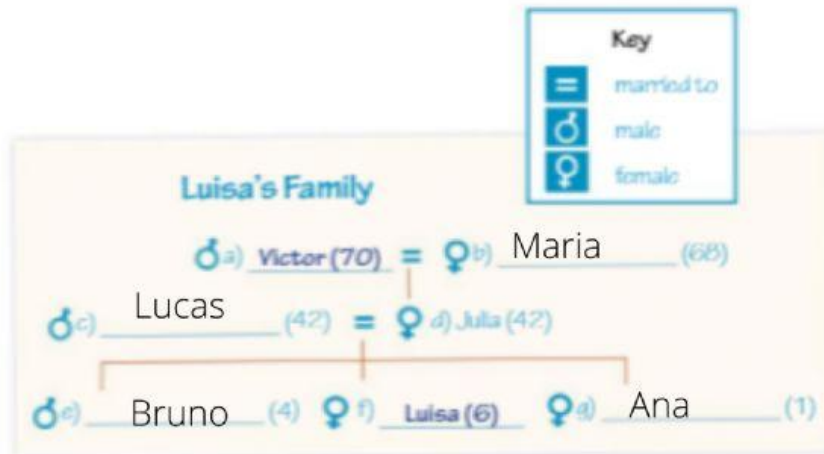 Key
= married to
♂ male
♀ female
Luisa's Family
♂ a) Victor (70) = ♀ b) Maria (68)
♂ c) Lucas (42) = ♀ d) Julia (42)
♂ e) Bruno (4) ♀ f) Luisa (6) ♀ g) Ana (1)